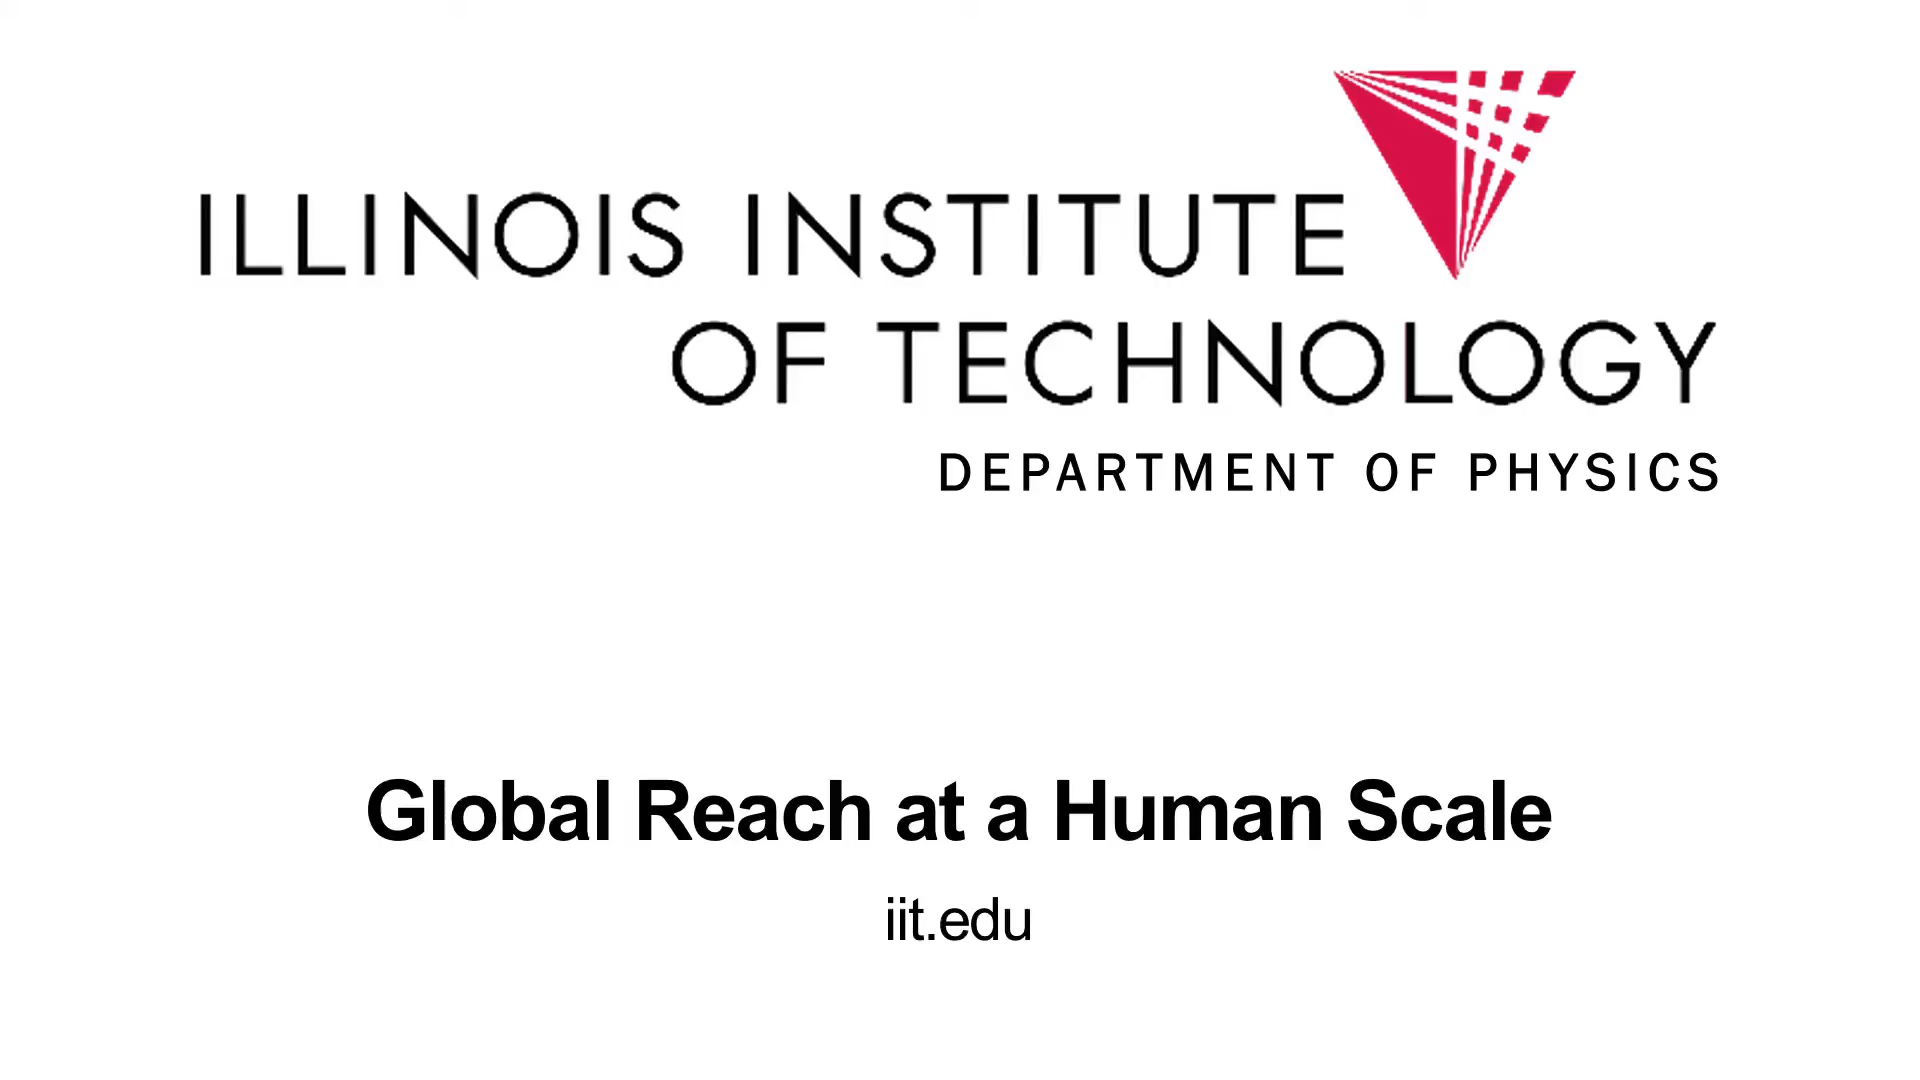 ILLINOIS INSTITUTE
OF TECHNOLOGY
DEPARTMENT OF PHYSICS
Global Reach at a Human Scale
iit.edu